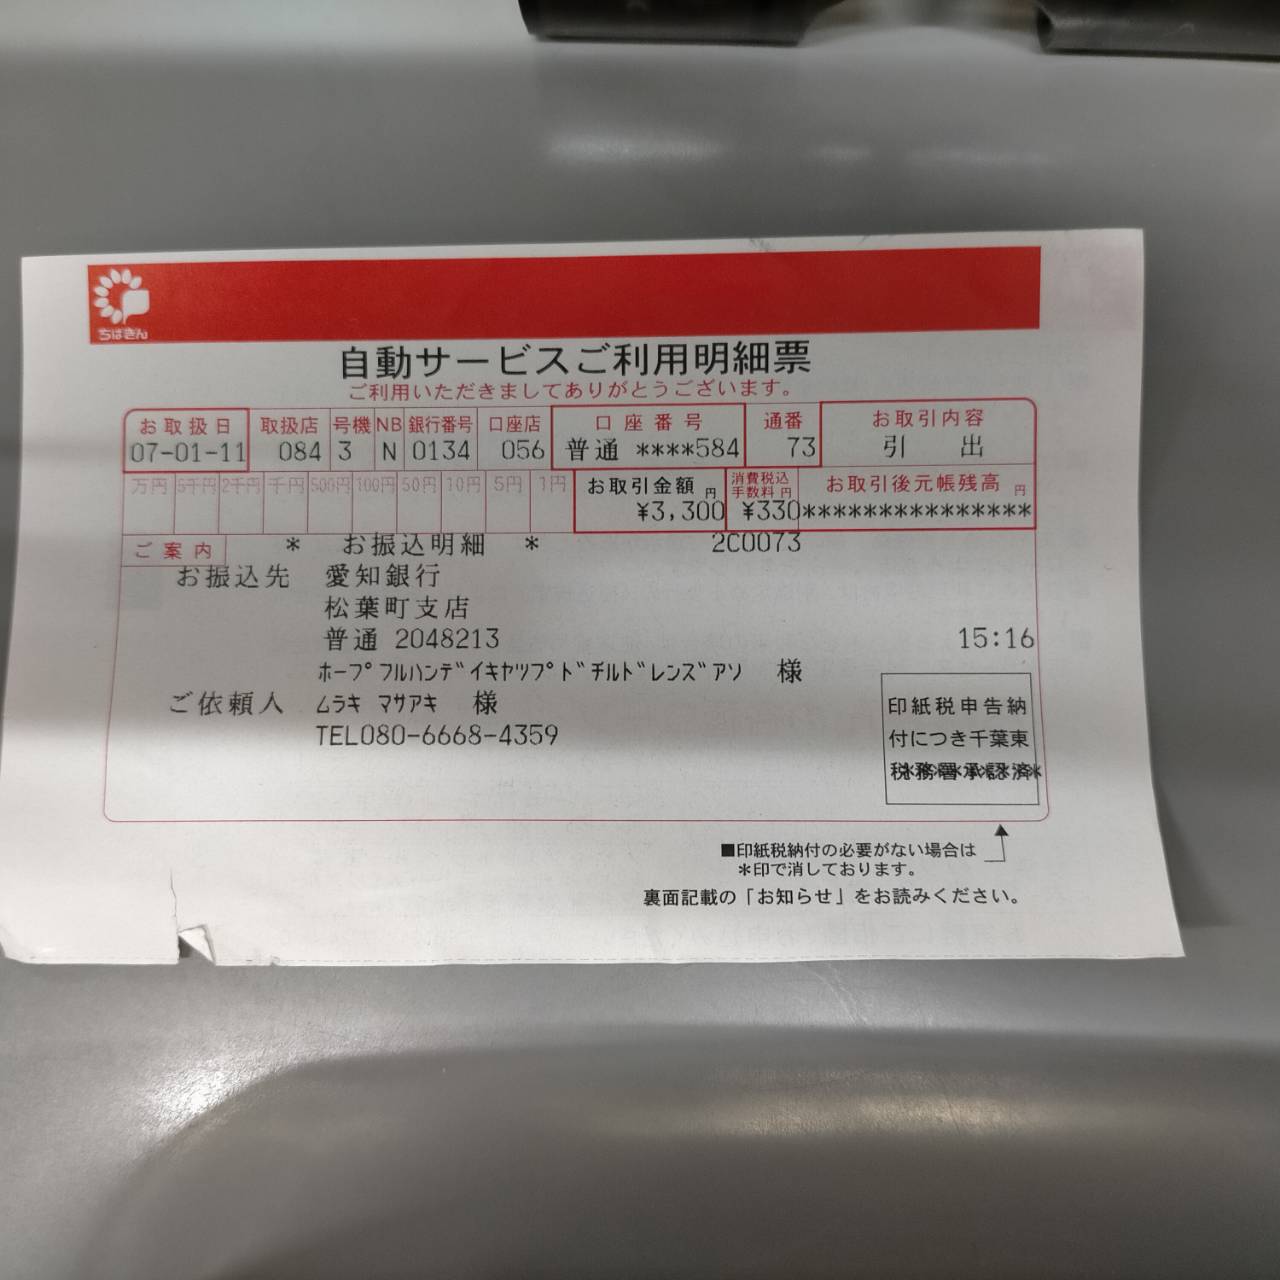 ちばぎん
自動サービスご利用明細票
ご利用いただきましてありがとうございます。
お取扱日 取扱店 号機 NB 銀行番号 口座店 口座番号 通番 お取引内容
07-01-11 084 3 N 0134 056 普通 ****584 73 引 出
万円 5千円 2千円 千円 500円 100円 50円 10円 5円 1円 お取引金額 円 消費税込手数料 円 お取引後元帳残高 円
¥3,300 ¥330***************
ご案内 * お振込明細 * 2C0073
お振込先 愛知銀行
松葉町支店
普通 2048213 15:16
ホープフルハンデイキヤツプドチルドレンズアソ 様
ご依頼人 ムラキ マサアキ 様
TEL080-6668-4359
印紙税申告納
付につき千葉東
税務署承認済
■印紙税納付の必要がない場合は
*印で消しております。
裏面記載の「お知らせ」をお読みください。